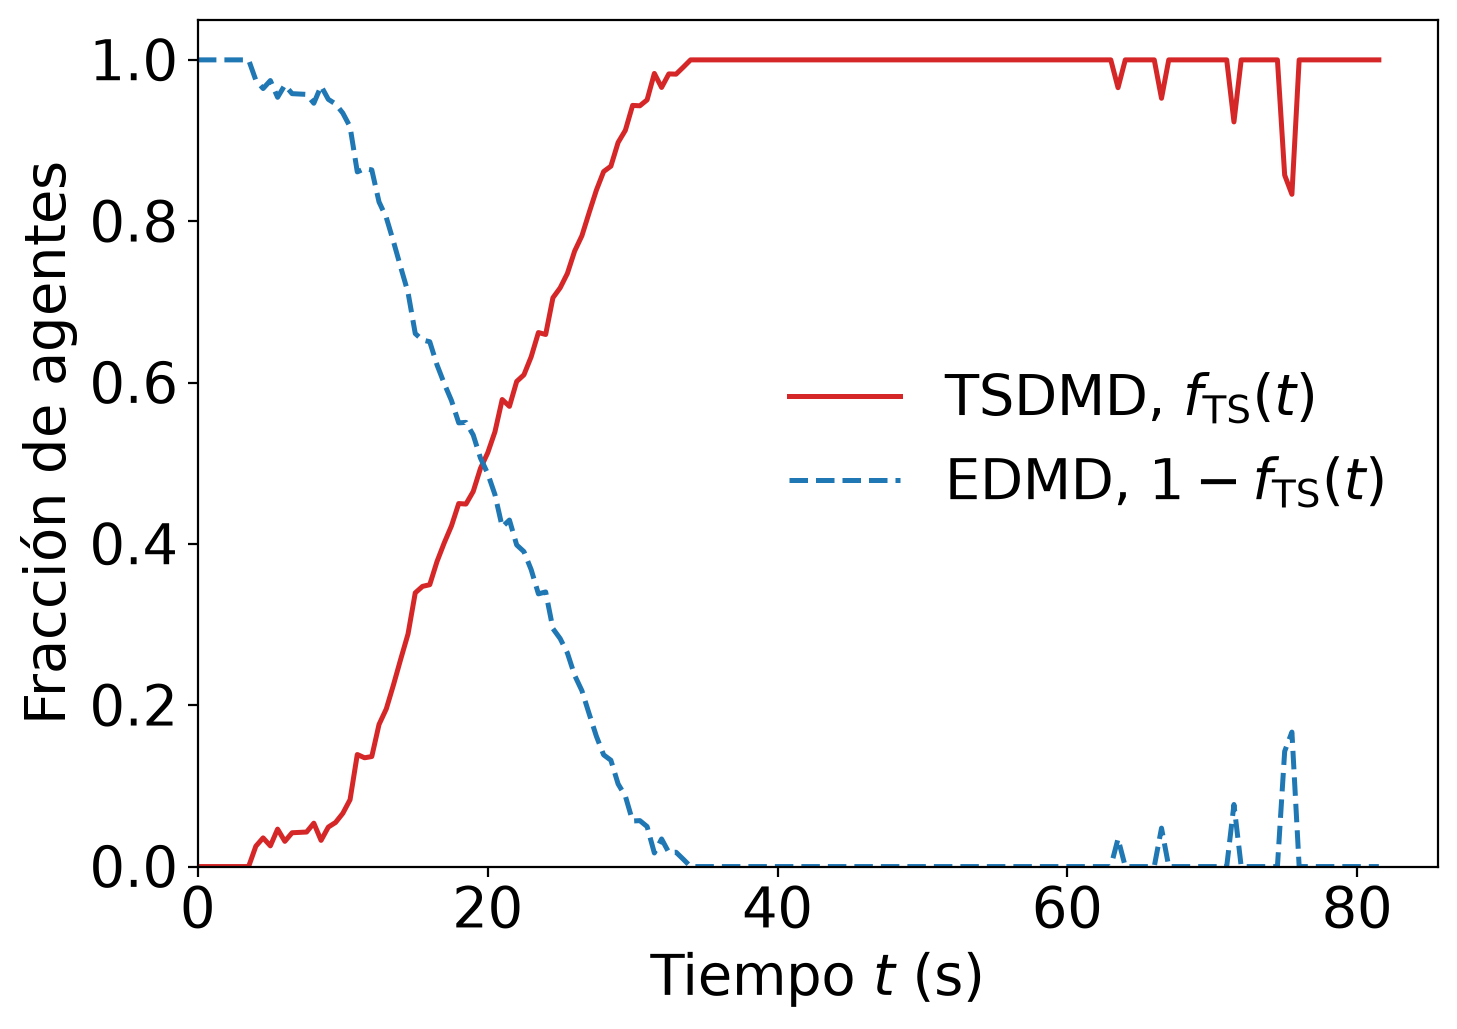 1.0
0.8
0.6
0.4
0.2
0.0
Fracción de agentes
TSDMD, f_TS(t)
EDMD, 1 − f_TS(t)
0 20 40 60 80
Tiempo t (s)